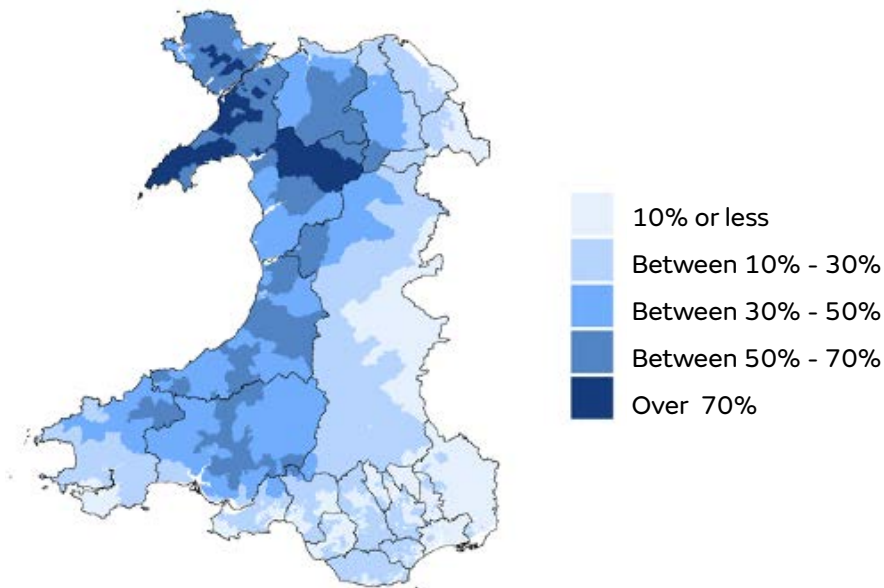 10% or less
Between 10% - 30%
Between 30% - 50%
Between 50% - 70%
Over 70%